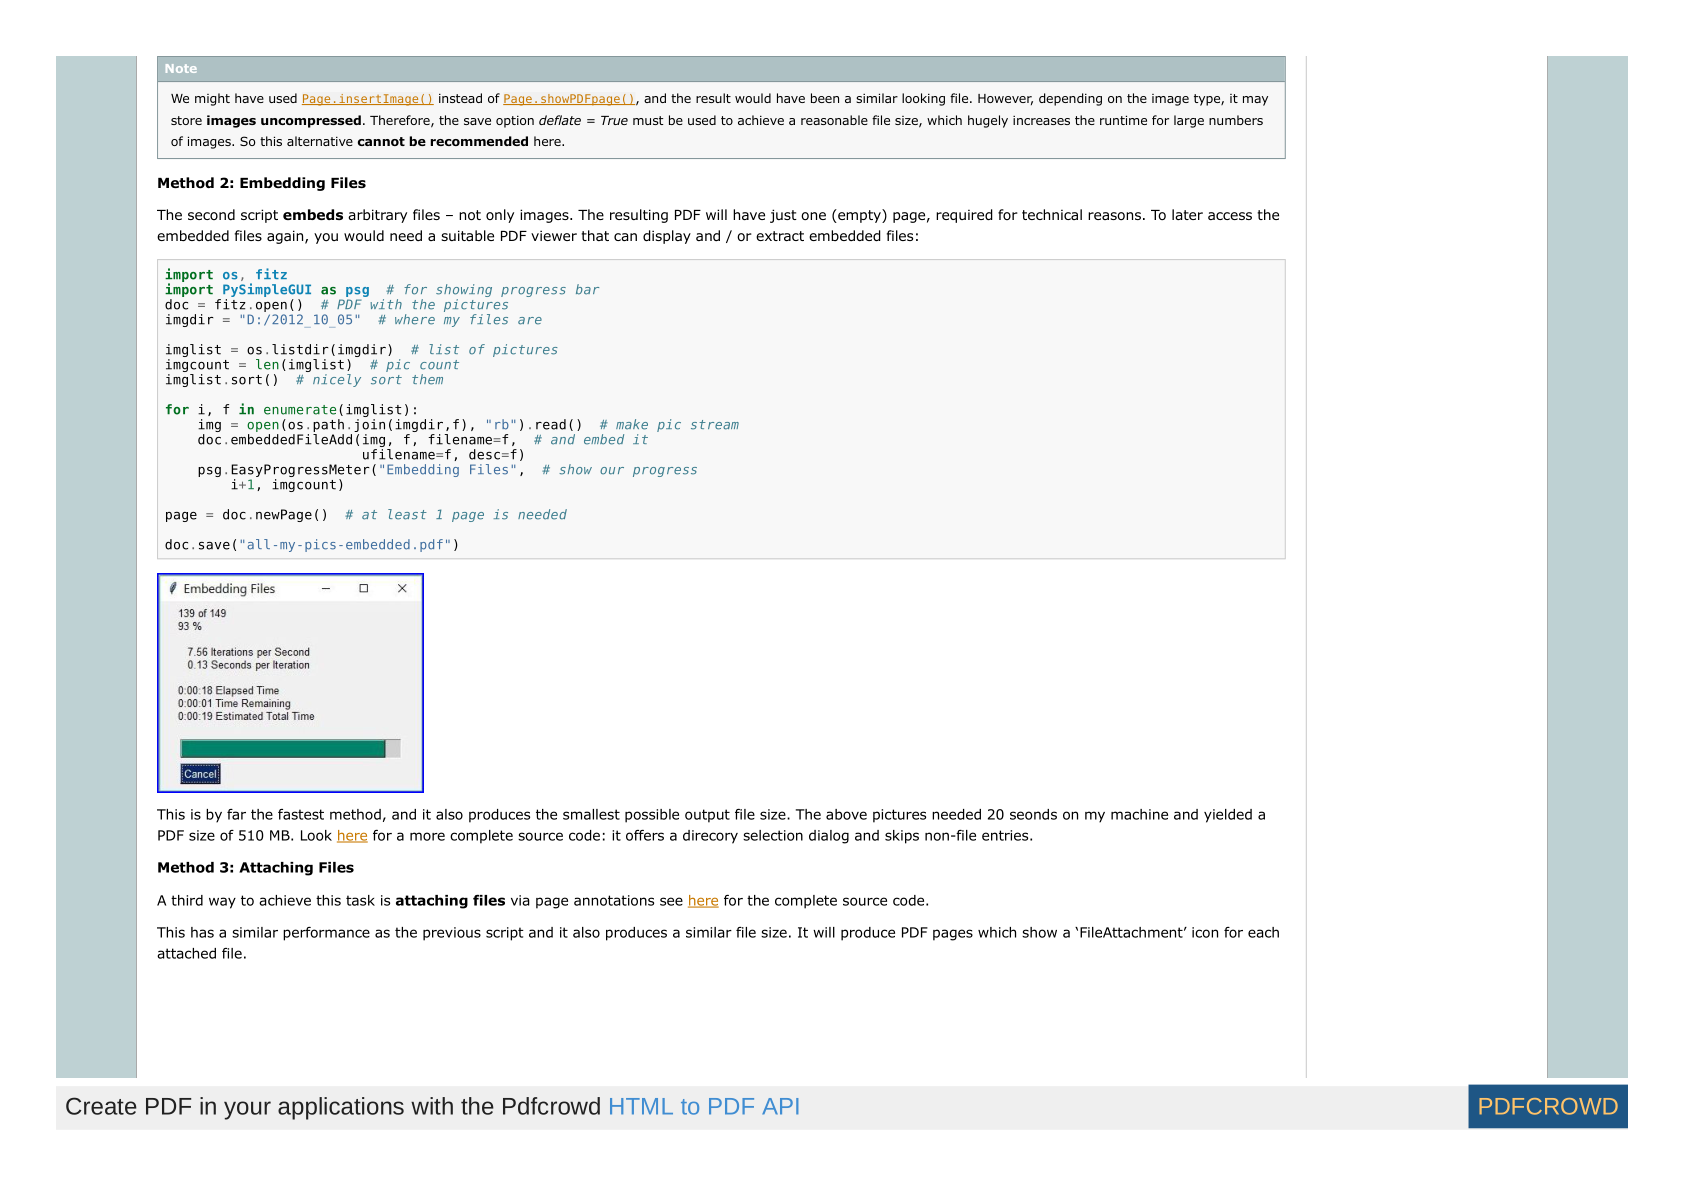 Note
We might have used Page.insertImage() instead of Page.showPDFpage(), and the result would have been a similar looking file. However, depending on the image type, it may
store images uncompressed. Therefore, the save option deflate = True must be used to achieve a reasonable file size, which hugely increases the runtime for large numbers
of images. So this alternative cannot be recommended here.
Method 2: Embedding Files
The second script embeds arbitrary files – not only images. The resulting PDF will have just one (empty) page, required for technical reasons. To later access the
embedded files again, you would need a suitable PDF viewer that can display and / or extract embedded files:
import os, fitz
import PySimpleGUI as psg  # for showing progress bar
doc = fitz.open()  # PDF with the pictures
imgdir = "D:/2012_10_05"  # where my files are
imglist = os.listdir(imgdir)  # list of pictures
imgcount = len(imglist)  # pic count
imglist.sort()  # nicely sort them
for i, f in enumerate(imglist):
    img = open(os.path.join(imgdir,f), "rb").read()  # make pic stream
    doc.embeddedFileAdd(img, f, filename=f,  # and embed it
                        ufilename=f, desc=f)
    psg.EasyProgressMeter("Embedding Files",  # show our progress
        i+1, imgcount)
page = doc.newPage()  # at least 1 page is needed
doc.save("all-my-pics-embedded.pdf")
Embedding Files
139 of 149
93 %
7.56 Iterations per Second
0.13 Seconds per Iteration
0:00:18 Elapsed Time
0:00:01 Time Remaining
0:00:19 Estimated Total Time
Cancel
This is by far the fastest method, and it also produces the smallest possible output file size. The above pictures needed 20 seonds on my machine and yielded a
PDF size of 510 MB. Look here for a more complete source code: it offers a direcory selection dialog and skips non-file entries.
Method 3: Attaching Files
A third way to achieve this task is attaching files via page annotations see here for the complete source code.
This has a similar performance as the previous script and it also produces a similar file size. It will produce PDF pages which show a ‘FileAttachment’ icon for each
attached file.
Create PDF in your applications with the Pdfcrowd HTML to PDF API
PDFCROWD